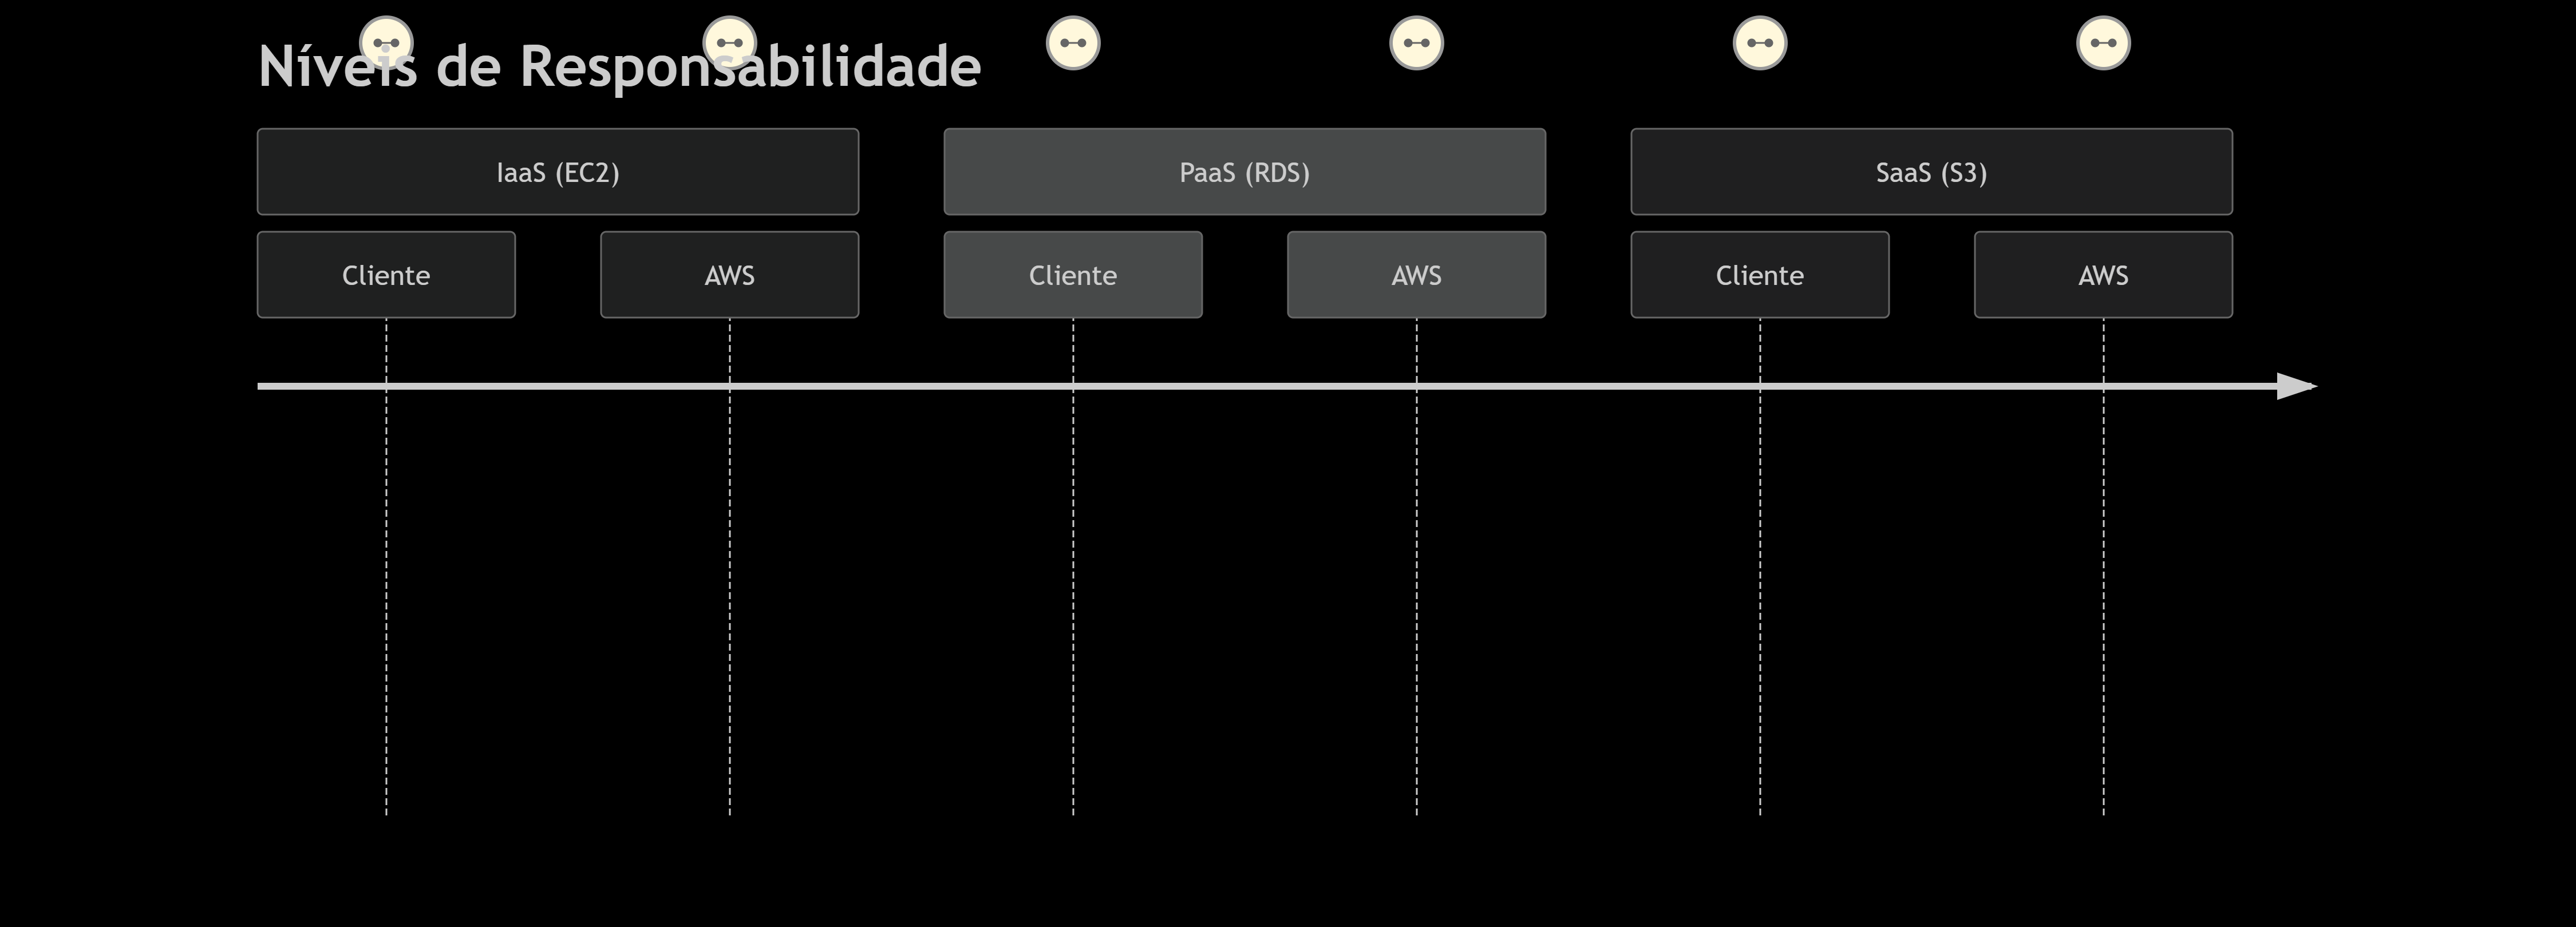 Níveis de Responsabilidade
IaaS (EC2)
PaaS (RDS)
SaaS (S3)
Cliente
AWS
Cliente
AWS
Cliente
AWS